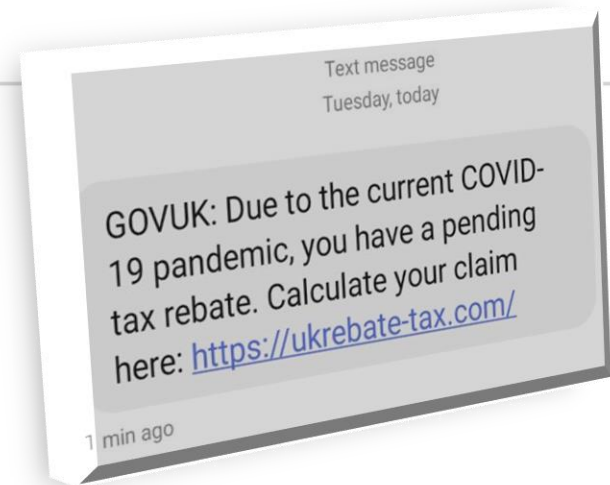 Text message
Tuesday, today
GOVUK: Due to the current COVID-
19 pandemic, you have a pending
tax rebate. Calculate your claim
here: https://ukrebate-tax.com/
1 min ago